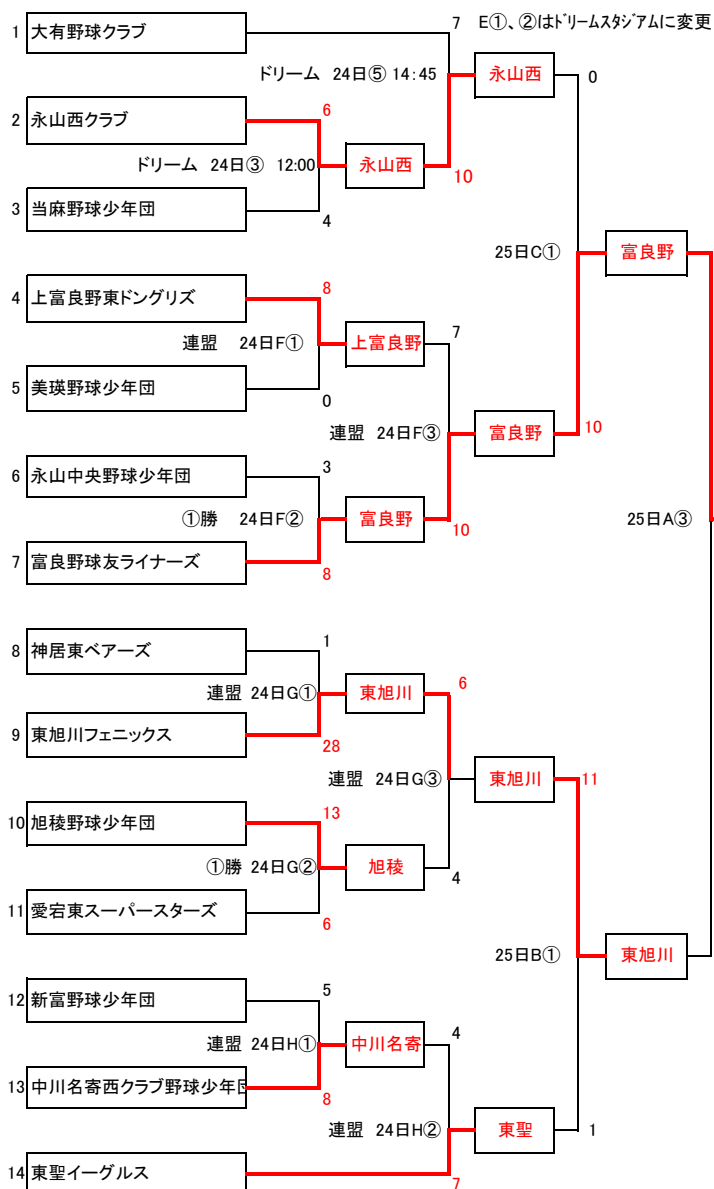 7 E①、②はドリームスタジアムに変更
1 大有野球クラブ
ドリーム 24日⑤ 14:45
永山西
0
6
2 永山西クラブ
ドリーム 24日③ 12:00
永山西
10
3 当麻野球少年団
4
25日C①
富良野
4 上富良野東ドングリズ
8
連盟 24日F①
上富良野
7
5 美瑛野球少年団
0
連盟 24日F③
富良野
10
6 永山中央野球少年団
3
①勝 24日F②
富良野
10
25日A③
7 富良野球友ライナーズ
8
8 神居東ベアーズ
1
連盟 24日G①
東旭川
6
9 東旭川フェニックス
28
連盟 24日G③
東旭川
11
10 旭稜野球少年団
13
①勝 24日G②
旭稜
4
11 愛宕東スーパースターズ
6
25日B①
東旭川
12 新富野球少年団
5
連盟 24日H①
中川名寄
4
13 中川名寄西クラブ野球少年団
8
連盟 24日H②
東聖
1
14 東聖イーグルス
7